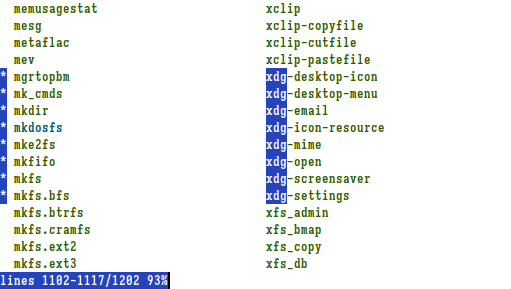 memusagestat xclip
mesg xclip-copyfile
metaflac xclip-cutfile
mev xclip-pastefile
* mgrtopbm xdg-desktop-icon
* mk_cmds xdg-desktop-menu
* mkdir xdg-email
* mkdosfs xdg-icon-resource
* mke2fs xdg-mime
* mkfifo xdg-open
* mkfs xdg-screensaver
* mkfs.bfs xdg-settings
mkfs.btrfs xfs_admin
mkfs.cramfs xfs_bmap
mkfs.ext2 xfs_copy
mkfs.ext3 xfs_db
lines 1102-1117/1202 93%